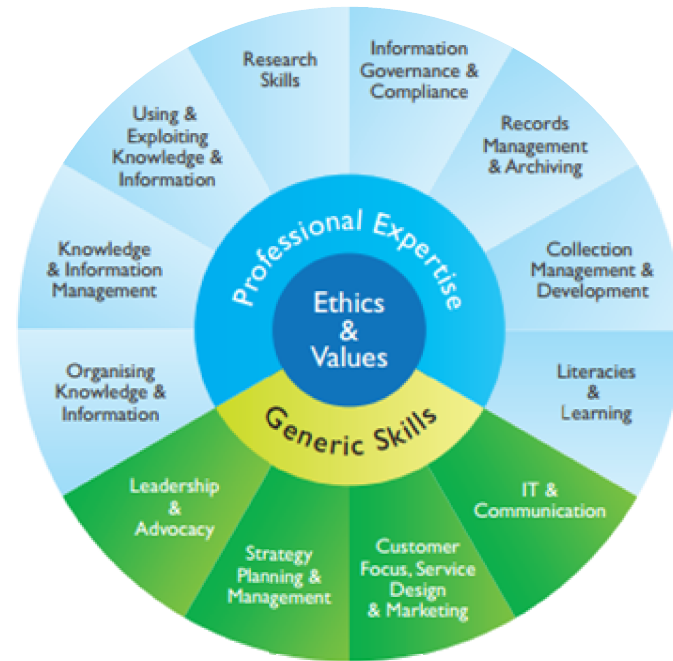 Research
Skills
Information
Governance &
Compliance
Records
Management
& Archiving
Collection
Management &
Development
Literacies
&
Learning
IT &
Communication
Customer
Focus, Service
Design
& Marketing
Strategy
Planning &
Management
Leadership
&
Advocacy
Organising
Knowledge &
Information
Knowledge
& Information
Management
Using &
Exploiting
Knowledge &
Information
Professional Expertise
Ethics
&
Values
Generic Skills